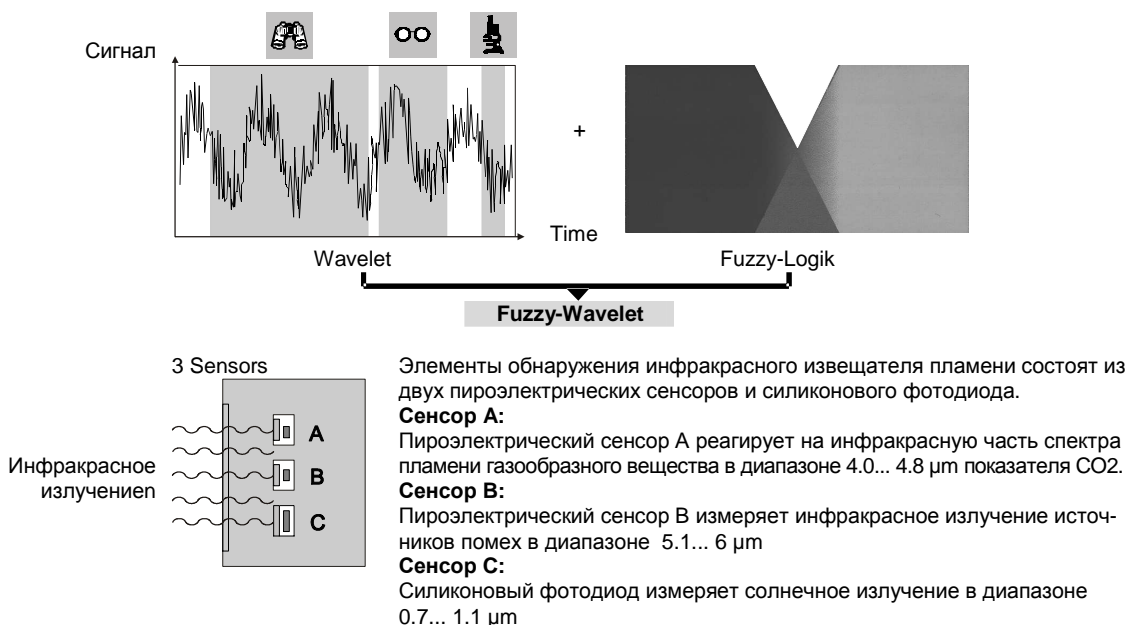 Сигнал
+
Time
Wavelet
Fuzzy-Logik
Fuzzy-Wavelet
3 Sensors
A
B
C
Инфракрасное
излучениеn
Элементы обнаружения инфракрасного извещателя пламени состоят из
двух пироэлектрических сенсоров и силиконового фотодиода.
Сенсор А:
Пироэлектрический сенсор А реагирует на инфракрасную часть спектра
пламени газообразного вещества в диапазоне 4.0... 4.8 µm показателя СО2.
Сенсор В:
Пироэлектрический сенсор В измеряет инфракрасное излучение источ-
ников помех в диапазоне 5.1... 6 µm
Сенсор С:
Силиконовый фотодиод измеряет солнечное излучение в диапазоне
0.7... 1.1 µm